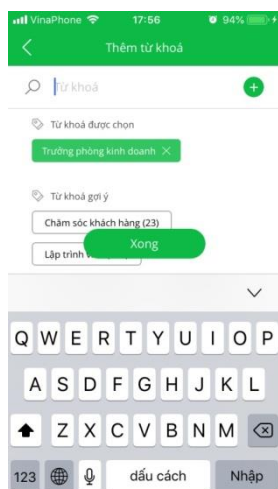 VinaPhone 17:56 94%
Thêm từ khoá
Từ khoá
Từ khoá được chọn
Trưởng phòng kinh doanh
Từ khoá gợi ý
Chăm sóc khách hàng (23)
Xong
Lập trình
Q W E R T Y U I O P
A S D F G H J K L
Z X C V B N M
123 dấu cách Nhập